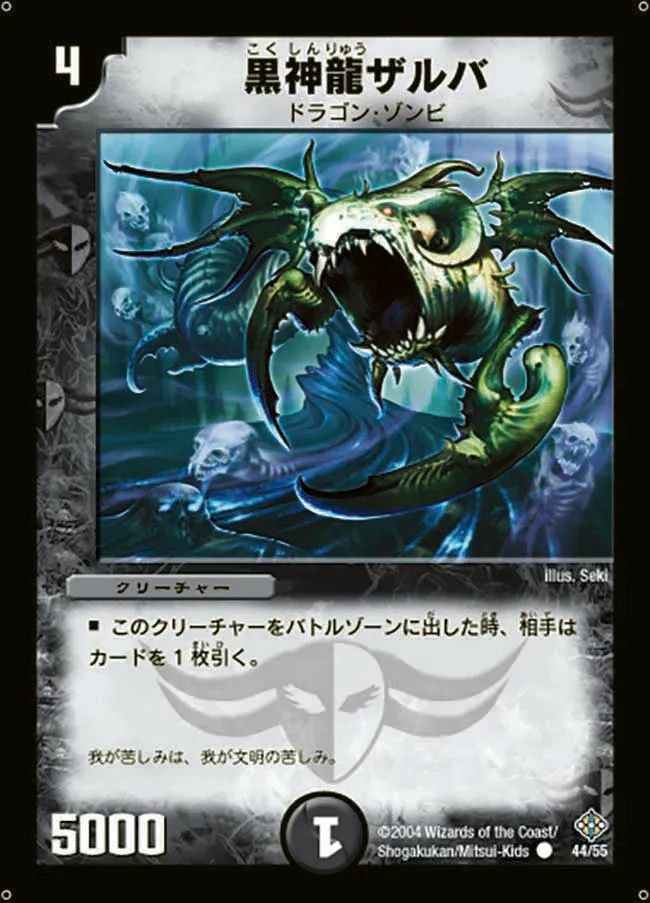 4
こくしんりゅう
黒神龍ザルバ
ドラゴン・ゾンビ
illus. Seki
クリーチャー
■ このクリーチャーをバトルゾーンに出した時、相手は
カードを1枚引く。
我が苦しみは、我が文明の苦しみ。
5000
1
©2004 Wizards of the Coast/
Shogakukan/Mitsui-Kids
44/55